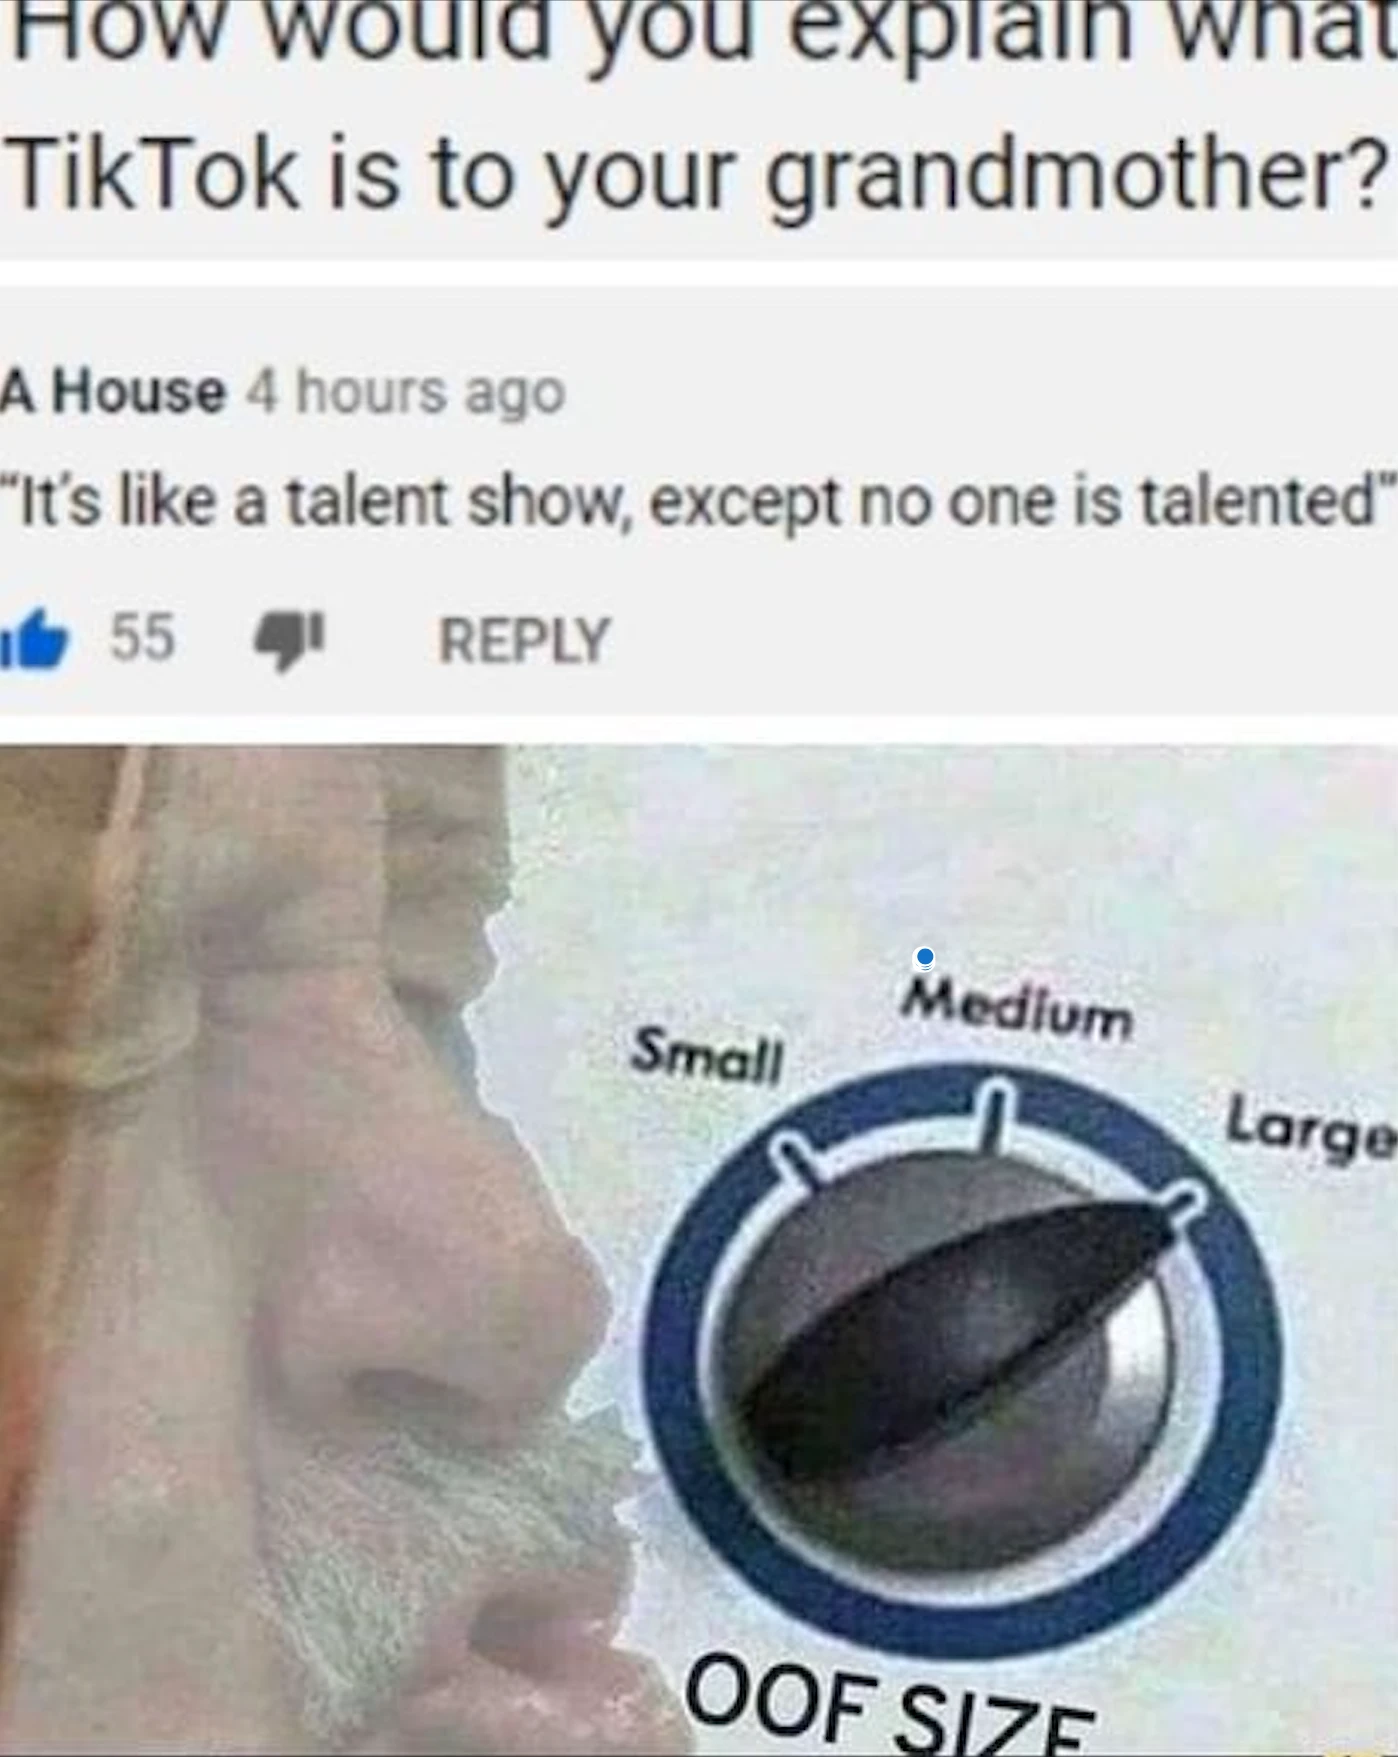 How would you explain what
TikTok is to your grandmother?
A House 4 hours ago
“It’s like a talent show, except no one is talented"
55 REPLY
Small
Medium
Large
OOF SIZE